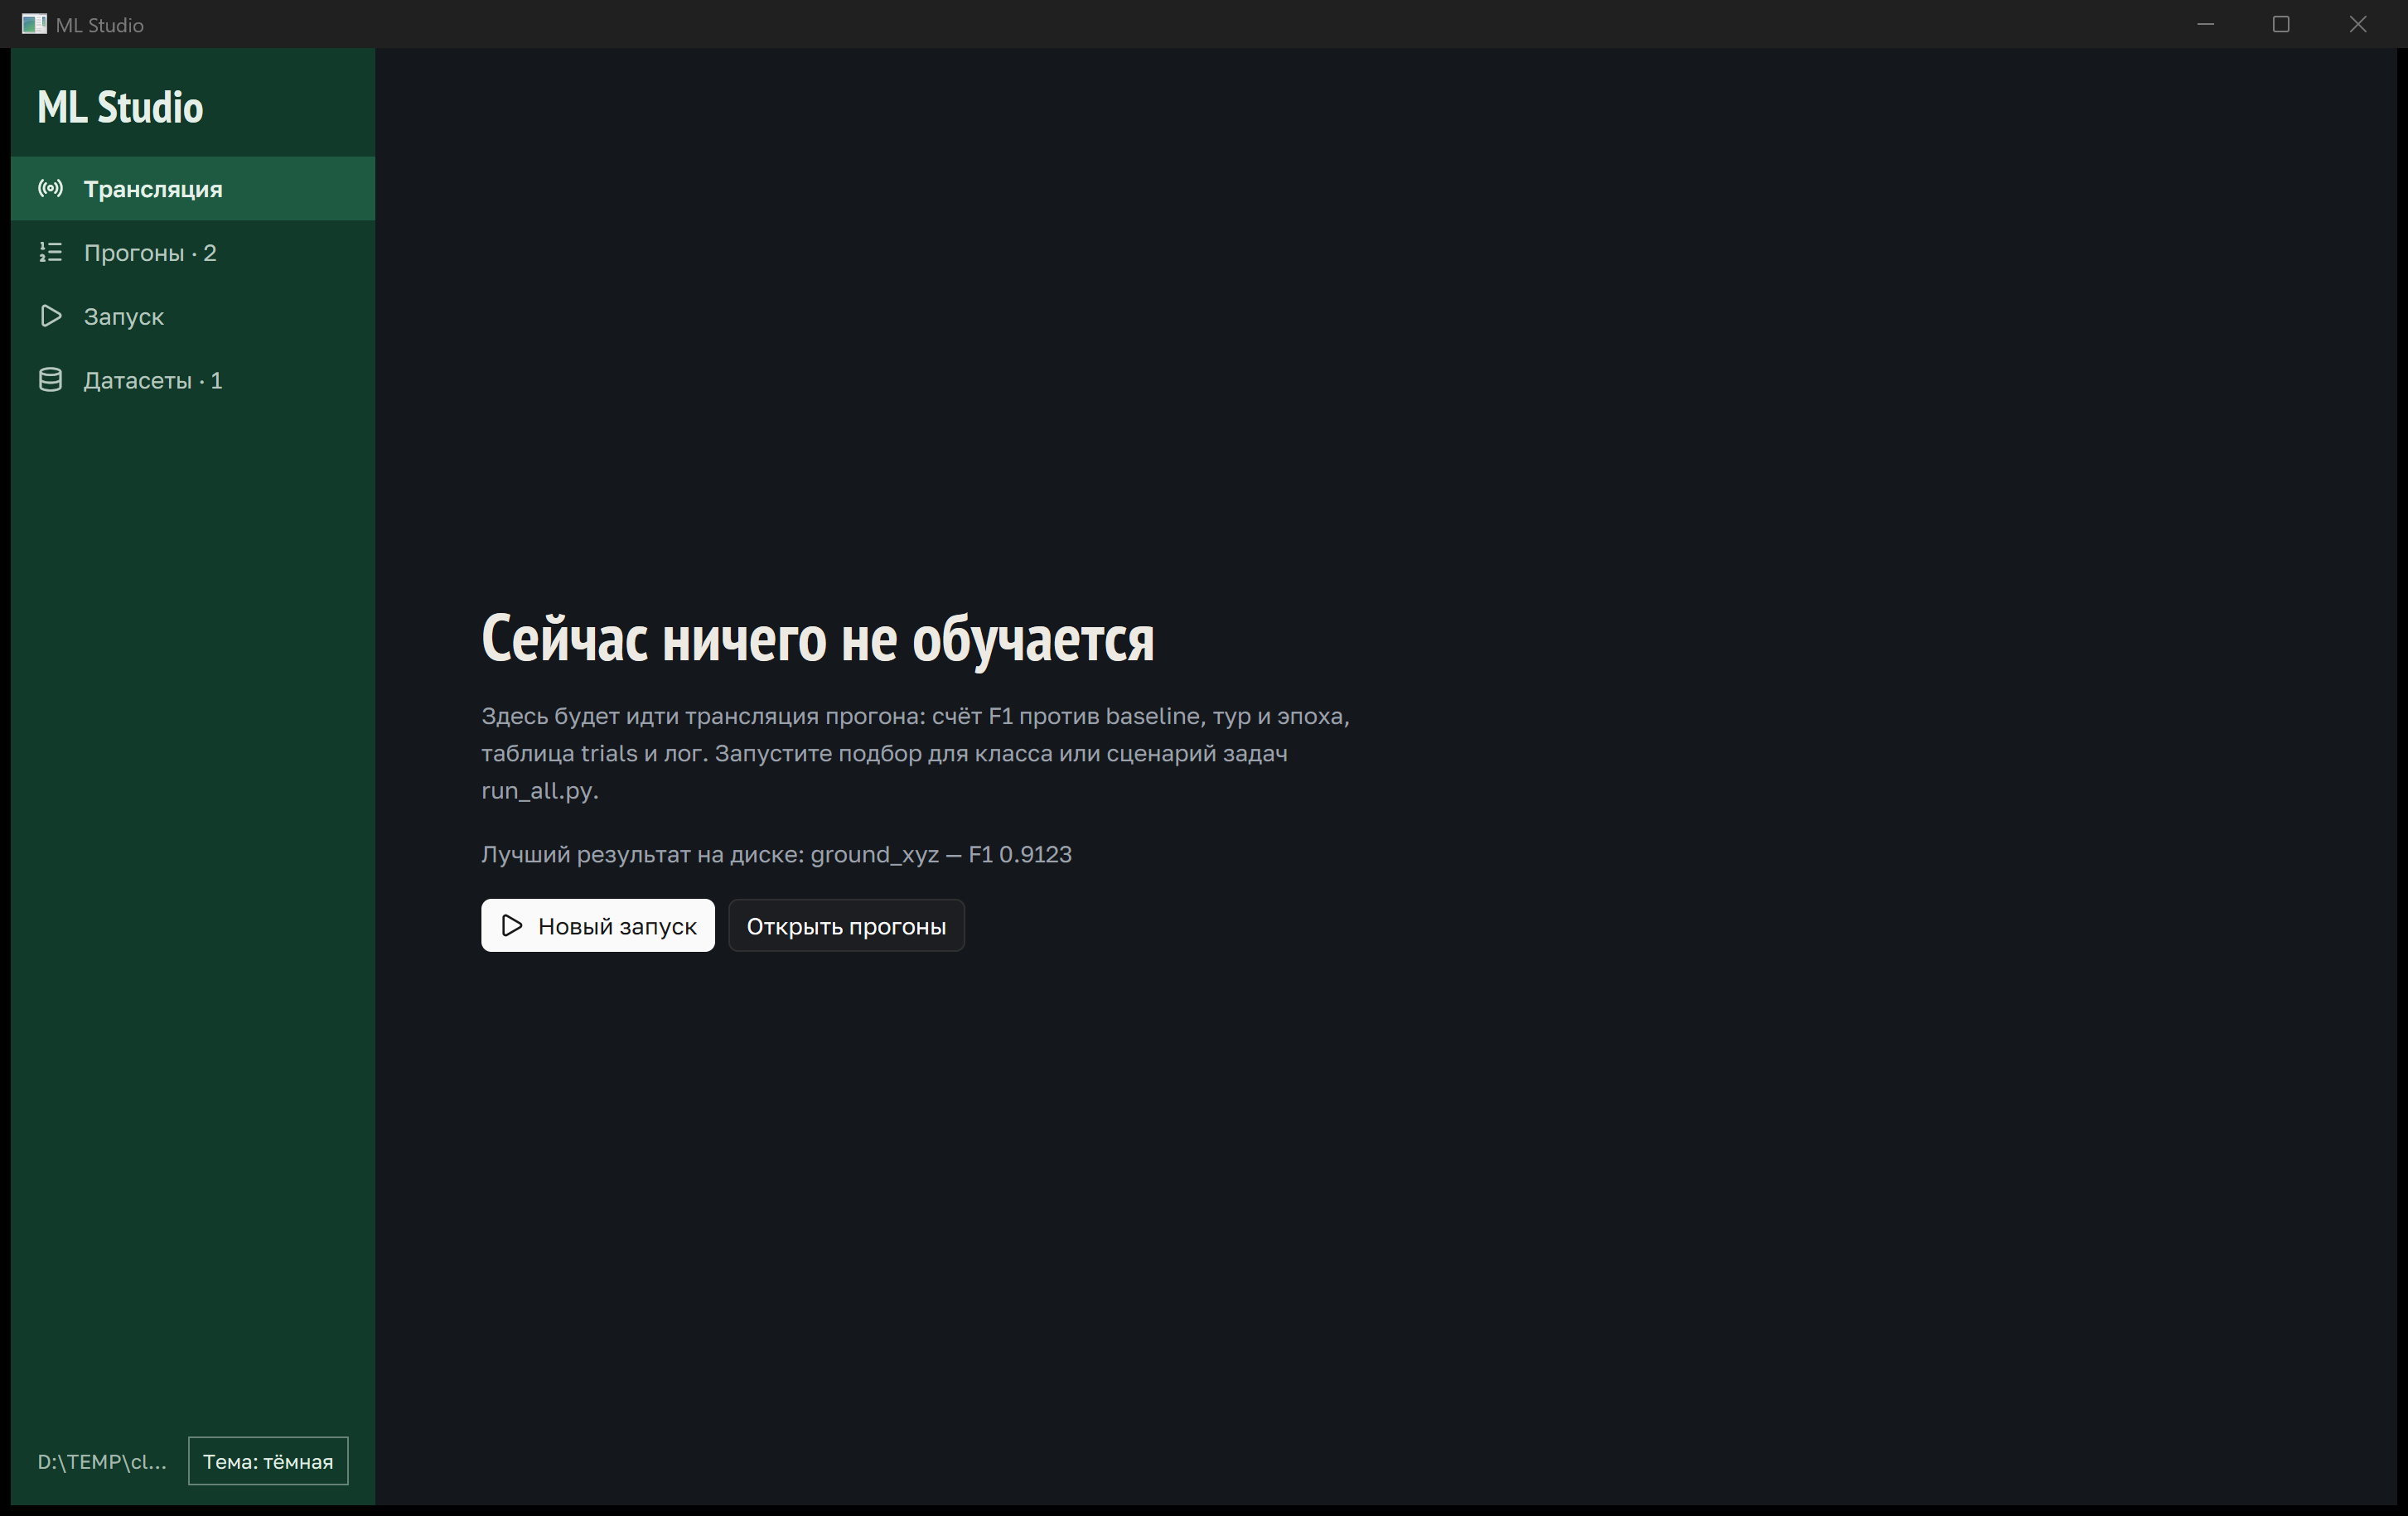 ML Studio
ML Studio
Трансляция
Прогоны · 2
Запуск
Датасеты · 1
Сейчас ничего не обучается
Здесь будет идти трансляция прогона: счёт F1 против baseline, тур и эпоха,
таблица trials и лог. Запустите подбор для класса или сценарий задач
run_all.py.
Лучший результат на диске: ground_xyz — F1 0.9123
Новый запуск
Открыть прогоны
D:\TEMP\cl...
Тема: тёмная